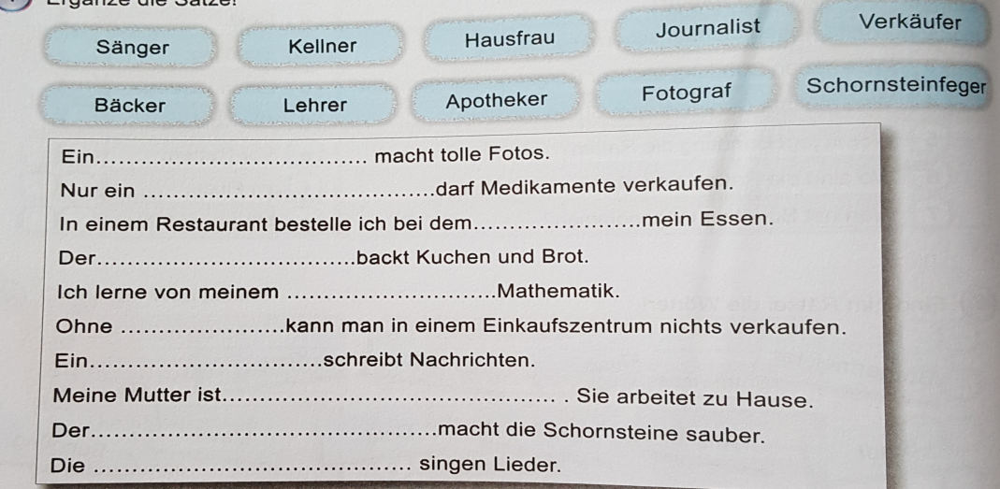 Ergänze die Sätze!
Sänger Kellner Hausfrau Journalist Verkäufer
Bäcker Lehrer Apotheker Fotograf Schornsteinfeger
Ein.................................... macht tolle Fotos.
Nur ein .......................................darf Medikamente verkaufen.
In einem Restaurant bestelle ich bei dem......................mein Essen.
Der...................................backt Kuchen und Brot.
Ich lerne von meinem ............................Mathematik.
Ohne ......................kann man in einem Einkaufszentrum nichts verkaufen.
Ein...............................schreibt Nachrichten.
Meine Mutter ist............................................. . Sie arbeitet zu Hause.
Der..............................................macht die Schornsteine sauber.
Die .......................................... singen Lieder.